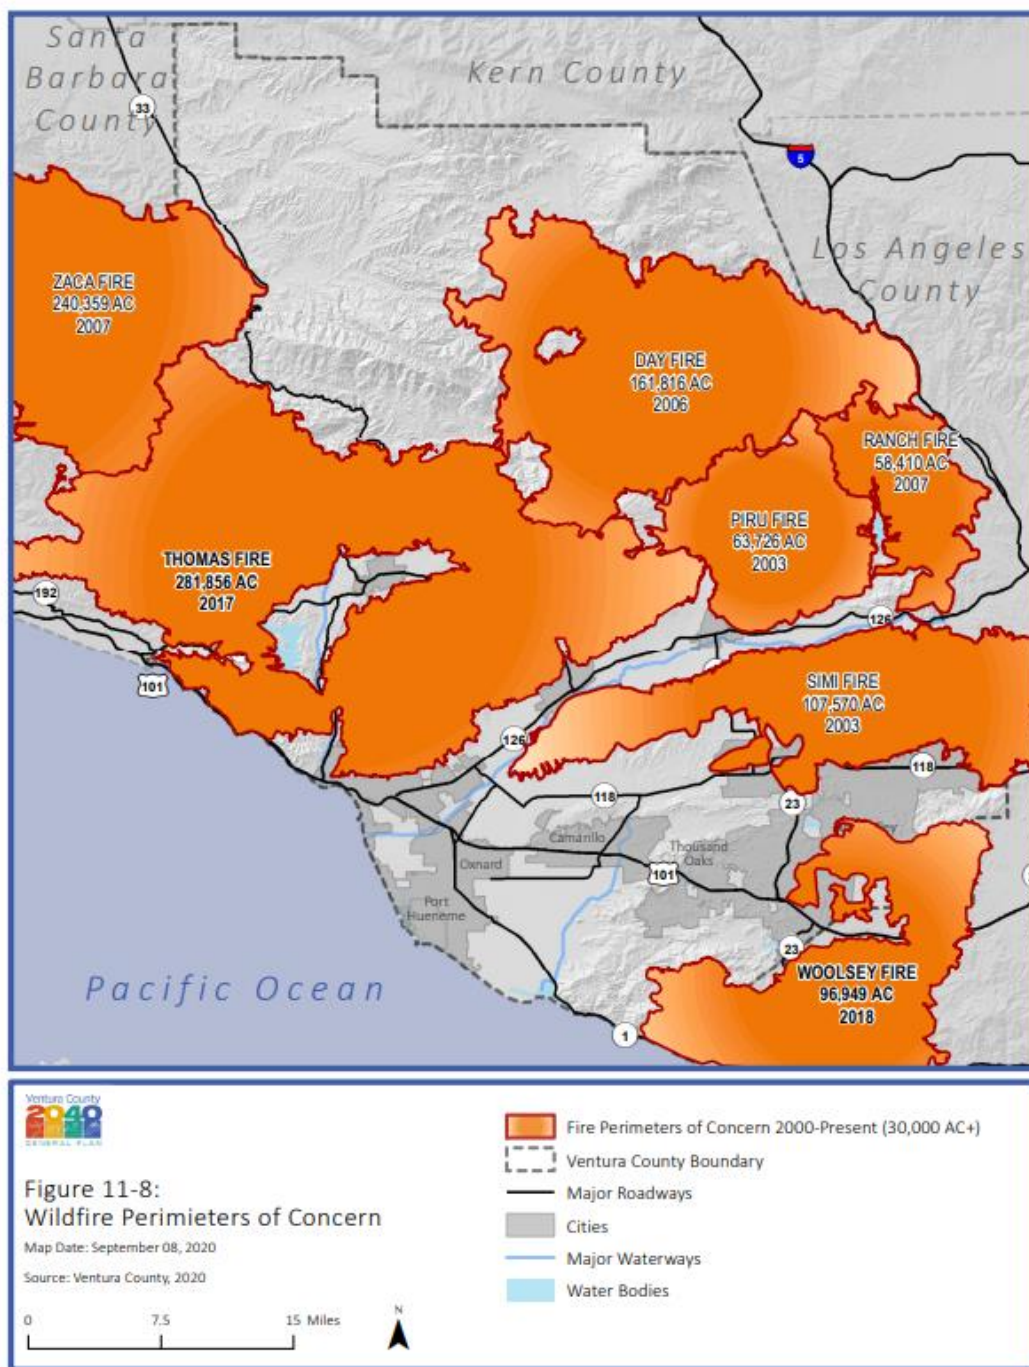 Santa
Barbara
County
Kern County
33
5
Los Angeles
County
ZACA FIRE
240,359 AC
2007
DAY FIRE
161,816 AC
2006
RANCH FIRE
58,410 AC
2007
PIRU FIRE
63,726 AC
2003
THOMAS FIRE
281,856 AC
2017
192
126
101
SIMI FIRE
107,570 AC
2003
126
118
118
23
Camarillo
Thousand
Oaks
Oxnard
101
Port
Hueneme
23
Pacific Ocean
WOOLSEY FIRE
96,949 AC
2018
1
Ventura County
2040
GENERAL PLAN
Figure 11-8:
Wildfire Perimieters of Concern
Map Date: September 08, 2020
Source: Ventura County, 2020
0 7.5 15 Miles
N
Fire Perimeters of Concern 2000-Present (30,000 AC+)
Ventura County Boundary
Major Roadways
Cities
Major Waterways
Water Bodies